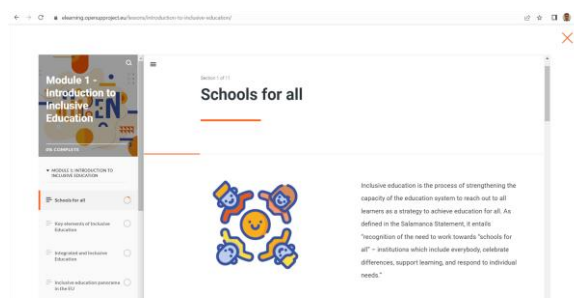 elearning.openupproject.eu/lessons/introduction-to-inclusive-education/
Module 1 -
Introduction to
Inclusive
Education
0% COMPLETE
MODULE 1: INTRODUCTION TO
INCLUSIVE EDUCATION
Schools for all
Key elements of Inclusive
Education
Integrated and Inclusive
Education
Inclusive education panorama
in the EU
Section 1 of 11
Schools for all
Inclusive education is the process of strengthening the
capacity of the education system to reach out to all
learners as a strategy to achieve education for all. As
defined in the Salamanca Statement, it entails
"recognition of the need to work towards "schools for
all" – institutions which include everybody, celebrate
differences, support learning, and respond to individual
needs."